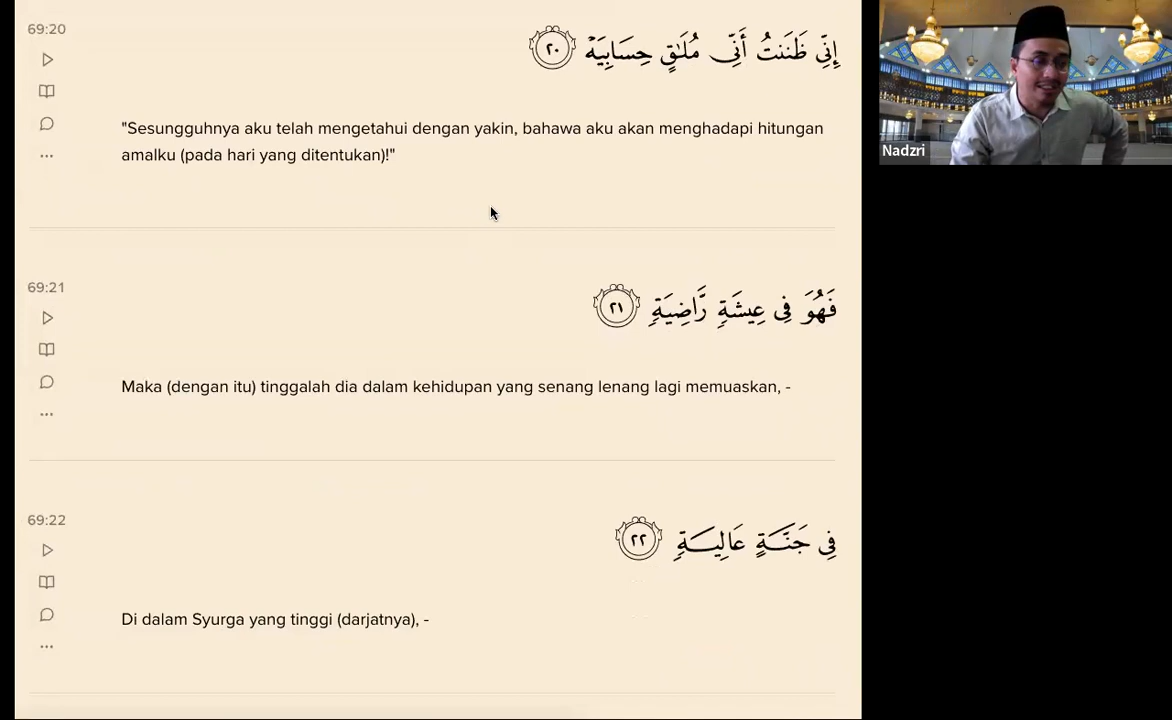 69:20
إِنِّى ظَنَنتُ أَنِّى مُلَـٰقٍ حِسَابِيَهْ ٢٠
"Sesungguhnya aku telah mengetahui dengan yakin, bahawa aku akan menghadapi hitungan
amalku (pada hari yang ditentukan)!"
69:21
فَهُوَ فِى عِيشَةٍ رَّاضِيَةٍ ٢١
Maka (dengan itu) tinggalah dia dalam kehidupan yang senang lenang lagi memuaskan, -
69:22
فِى جَنَّةٍ عَالِيَةٍ ٢٢
Di dalam Syurga yang tinggi (darjatnya), -
Nadzri